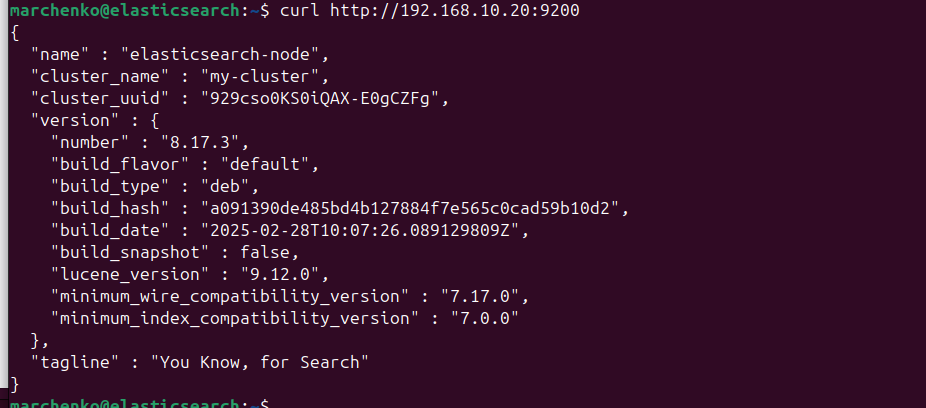 marchenko@elasticsearch:~$ curl http://192.168.10.20:9200
{
  "name" : "elasticsearch-node",
  "cluster_name" : "my-cluster",
  "cluster_uuid" : "929cso0KS0iQAX-E0gCZFg",
  "version" : {
    "number" : "8.17.3",
    "build_flavor" : "default",
    "build_type" : "deb",
    "build_hash" : "a091390de485bd4b127884f7e565c0cad59b10d2",
    "build_date" : "2025-02-28T10:07:26.089129809Z",
    "build_snapshot" : false,
    "lucene_version" : "9.12.0",
    "minimum_wire_compatibility_version" : "7.17.0",
    "minimum_index_compatibility_version" : "7.0.0"
  },
  "tagline" : "You Know, for Search"
}
marchenko@elasticsearch:~$